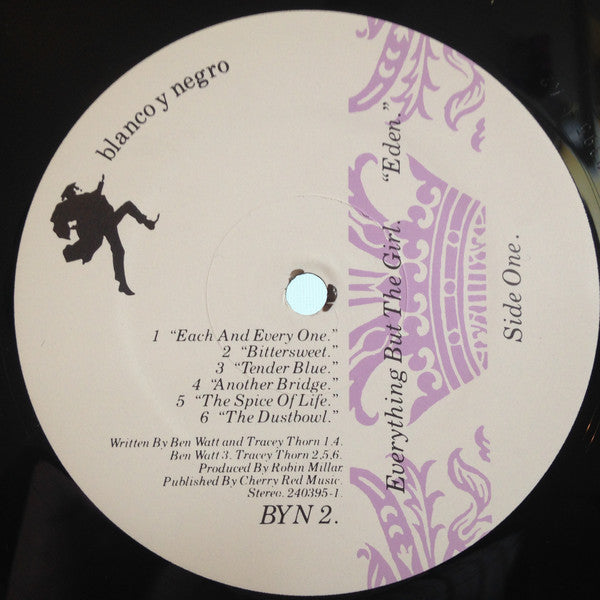 blanco y negro
Everything But The Girl. "Eden."
Side One.
1 "Each And Every One."
2 "Bittersweet."
3 "Tender Blue."
4 "Another Bridge."
5 "The Spice Of Life."
6 "The Dustbowl."
Written By Ben Watt and Tracey Thorn 1,4.
Ben Watt 3. Tracey Thorn 2,5,6.
Produced By Robin Millar.
Published By Cherry Red Music.
Stereo. 240395-1
BYN 2.